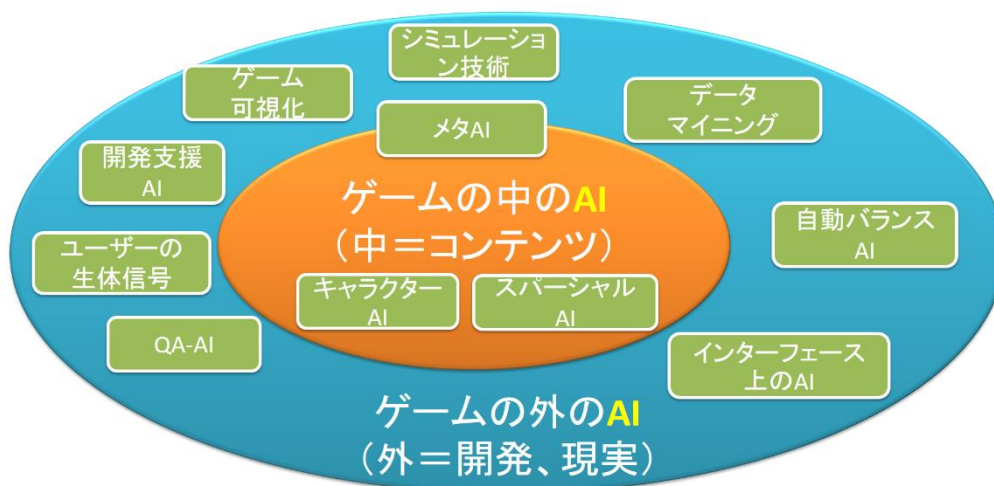 シミュレーショ
ン技術
ゲーム
可視化
データ
マイニング
メタAI
開発支援
AI
ゲームの中のAI
（中＝コンテンツ）
自動バランス
AI
ユーザーの
生体信号
キャラクター
AI
スパーシャル
AI
QA-AI
インターフェース
上のAI
ゲームの外のAI
（外＝開発、現実）